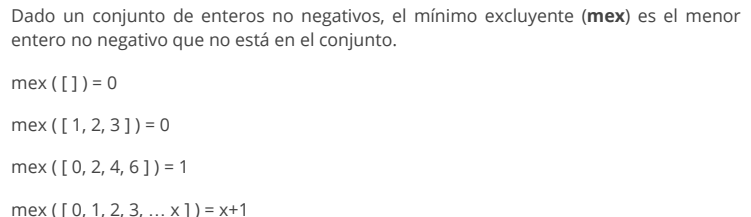 Dado un conjunto de enteros no negativos, el mínimo excluyente (mex) es el menor
entero no negativo que no está en el conjunto.
mex ( [ ] ) = 0
mex ( [ 1, 2, 3 ] ) = 0
mex ( [ 0, 2, 4, 6 ] ) = 1
mex ( [ 0, 1, 2, 3, … x ] ) = x+1